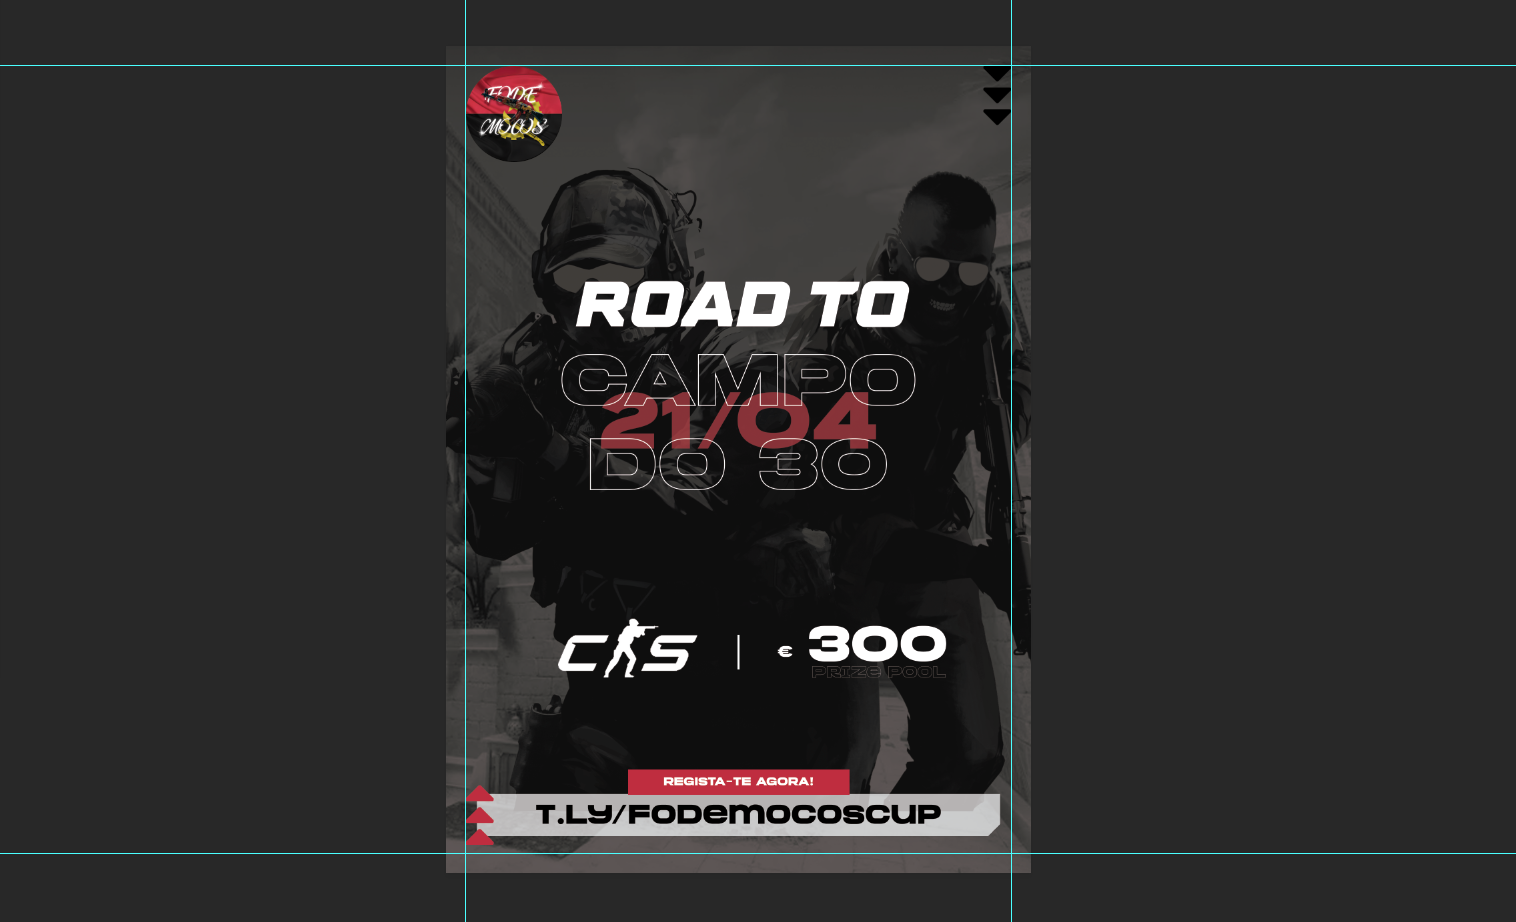 FODE
MOCOS'
ROAD TO
CAMPO
21/04
DO 30
CS
€ 300
PRIZE POOL
REGISTA-TE AGORA!
T.LY/FODEMOCOSCUP